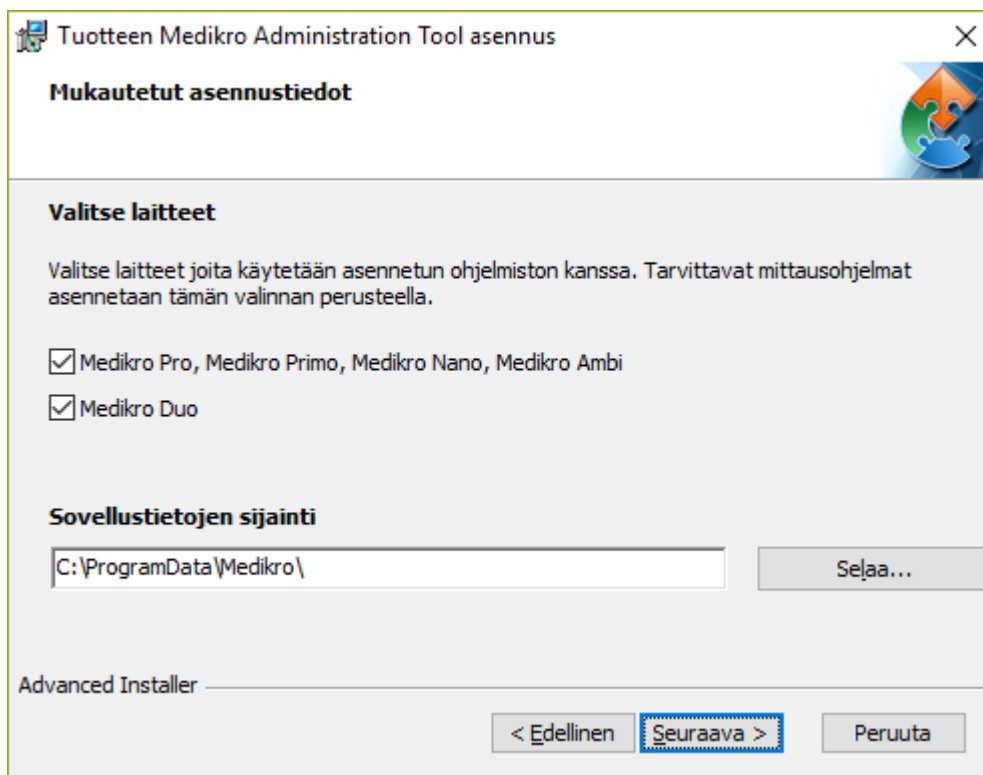 Tuotteen Medikro Administration Tool asennus
Mukautetut asennustiedot
Valitse laitteet
Valitse laitteet joita käytetään asennetun ohjelmiston kanssa. Tarvittavat mittausohjelmat
asennetaan tämän valinnan perusteella.
Medikro Pro, Medikro Primo, Medikro Nano, Medikro Ambi
Medikro Duo
Sovellustietojen sijainti
C:\ProgramData\Medikro\
Selaa...
Advanced Installer
< Edellinen
Seuraava >
Peruuta